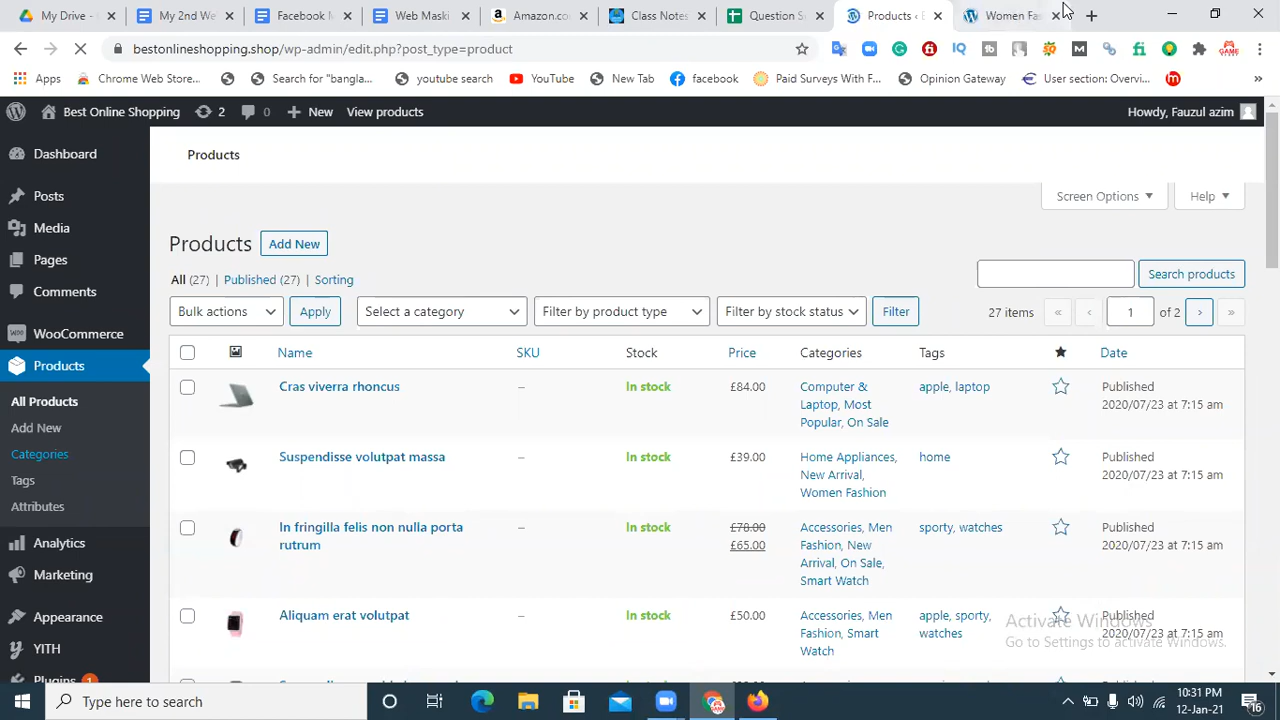 My Drive -
My 2nd We
Facebook l
Web Maski
Amazon.co
Class Notes
Question S
Products ‹ B
Women Fas
bestonlineshopping.shop/wp-admin/edit.php?post_type=product
Apps
Chrome Web Store...
Search for "bangla...
youtube search
YouTube
New Tab
facebook
Paid Surveys With F...
Opinion Gateway
User section: Overvi...
»
Best Online Shopping
2
0
New
View products
Howdy, Fauzul azim
Dashboard
Posts
Media
Pages
Comments
WooCommerce
Products
All Products
Add New
Categories
Tags
Attributes
Analytics
Marketing
Appearance
YITH
Plugins 1
Products
Screen Options
Help
Products
Add New
All (27) | Published (27) | Sorting
Search products
Bulk actions
Apply
Select a category
Filter by product type
Filter by stock status
Filter
27 items « ‹ 1 of 2 › »
Name SKU Stock Price Categories Tags Date
Cras viverra rhoncus – In stock £84.00 Computer & apple, laptop Published
Laptop, Most 2020/07/23 at 7:15 am
Popular, On Sale
Suspendisse volutpat massa – In stock £39.00 Home Appliances, home Published
New Arrival, 2020/07/23 at 7:15 am
Women Fashion
In fringilla felis non nulla porta – In stock £78.00 Accessories, Men sporty, watches Published
rutrum £65.00 Fashion, New 2020/07/23 at 7:15 am
Arrival, On Sale,
Smart Watch
Aliquam erat volutpat – In stock £50.00 Accessories, Men apple, sporty, Published
Fashion, Smart watches 2020/07/23 at 7:15 am
Watch
Activate Windows
Go to Settings to activate Windows.
Type here to search
10:31 PM
12-Jan-21
16